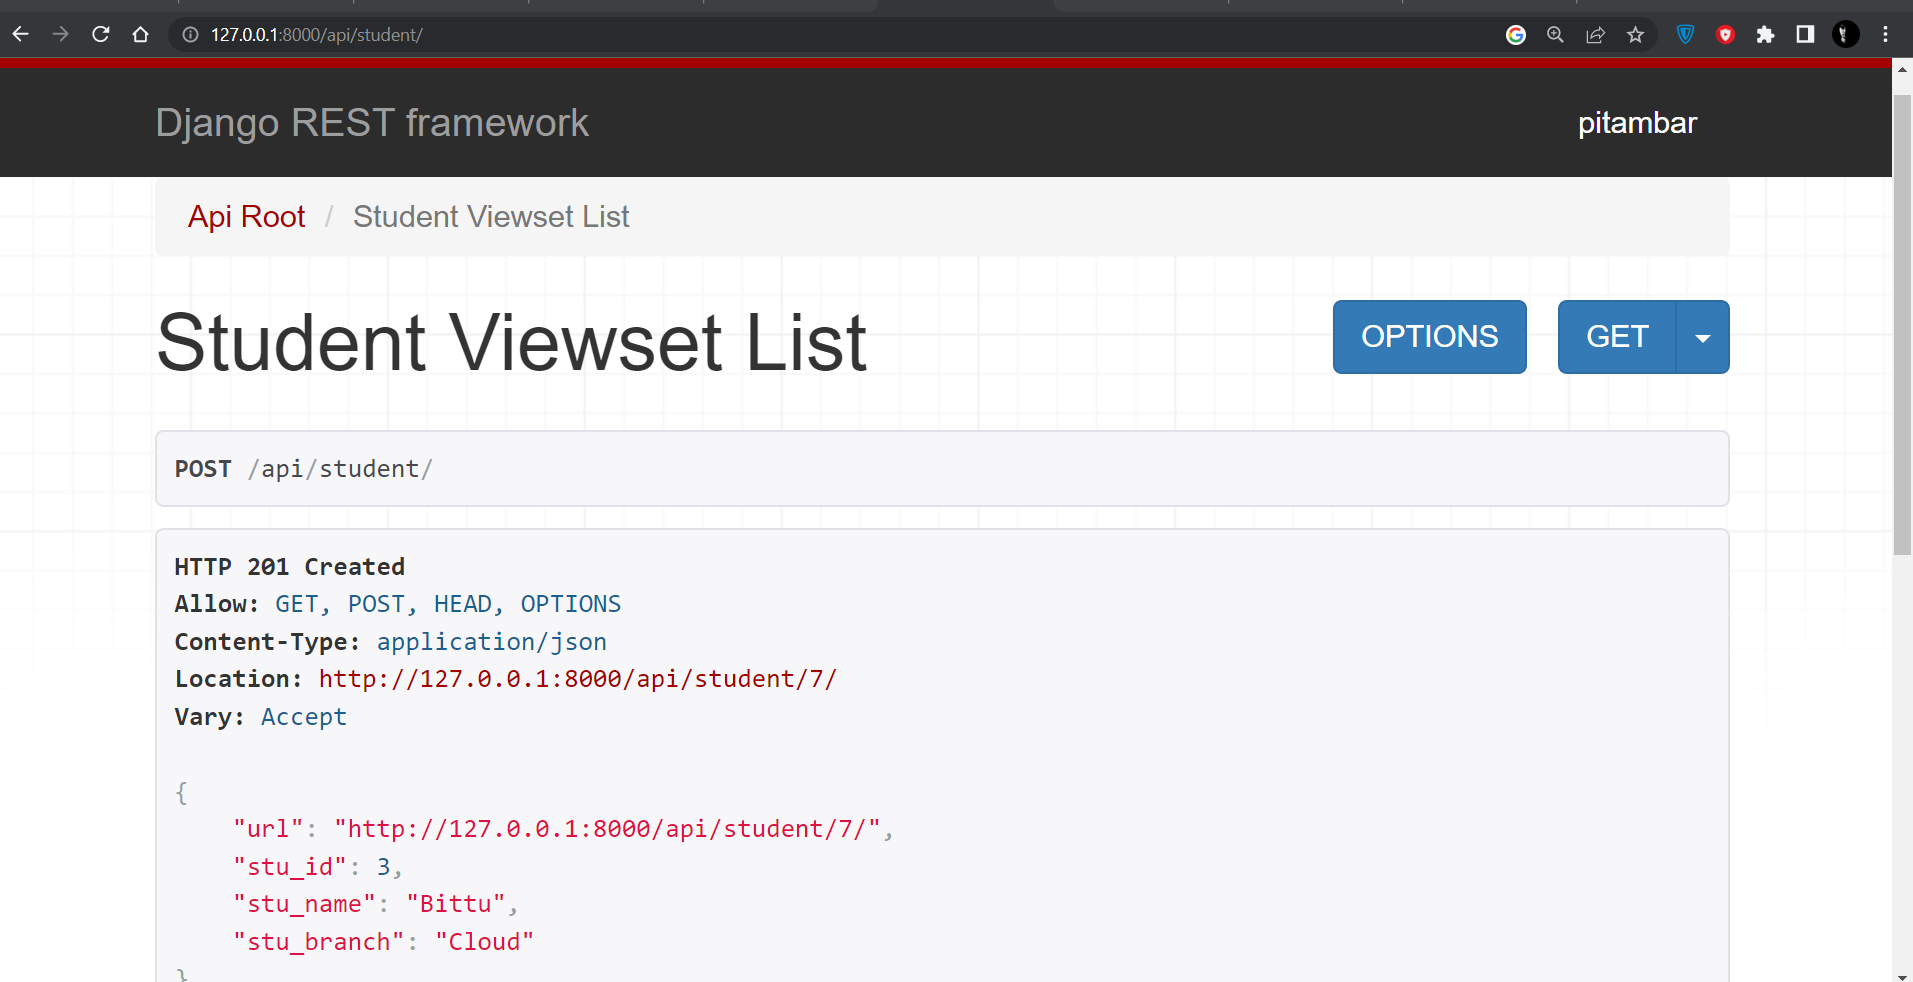 127.0.0.1:8000/api/student/
Django REST framework
pitambar
Api Root / Student Viewset List
Student Viewset List
OPTIONS
GET
POST /api/student/
HTTP 201 Created
Allow: GET, POST, HEAD, OPTIONS
Content-Type: application/json
Location: http://127.0.0.1:8000/api/student/7/
Vary: Accept
{
"url": "http://127.0.0.1:8000/api/student/7/",
"stu_id": 3,
"stu_name": "Bittu",
"stu_branch": "Cloud"
}